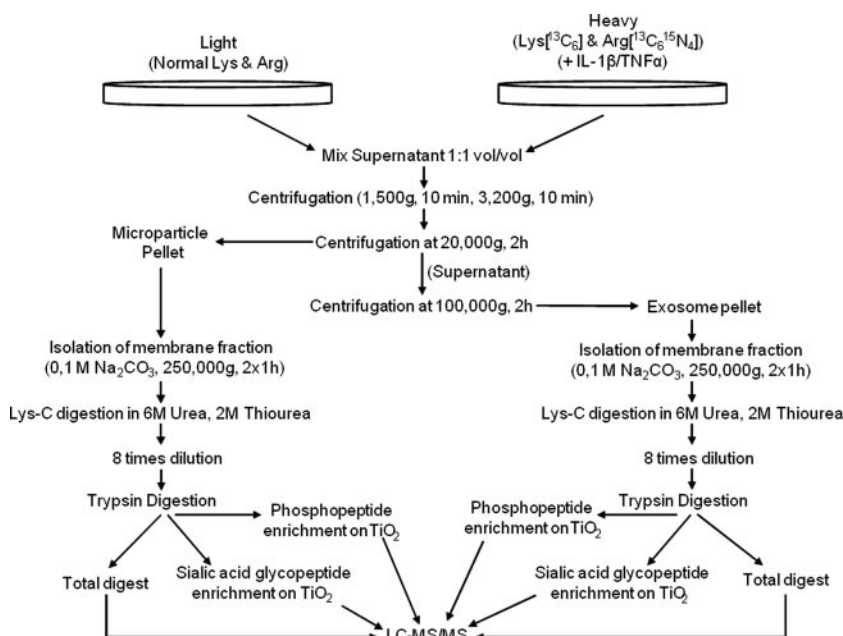 Light
(Normal Lys & Arg)
Heavy
(Lys[¹³C₆] & Arg[¹³C₆¹⁵N₄])
(+ IL-1β/TNFα)
Mix Supernatant 1:1 vol/vol
Centrifugation (1,500g, 10 min, 3,200g, 10 min)
Microparticle
Pellet
Centrifugation at 20,000g, 2h
(Supernatant)
Centrifugation at 100,000g, 2h
Exosome pellet
Isolation of membrane fraction
(0,1 M Na₂CO₃, 250,000g, 2x1h)
Lys-C digestion in 6M Urea, 2M Thiourea
8 times dilution
Trypsin Digestion
Phosphopeptide
enrichment on TiO₂
Total digest
Sialic acid glycopeptide
enrichment on TiO₂
Isolation of membrane fraction
(0,1 M Na₂CO₃, 250,000g, 2x1h)
Lys-C digestion in 6M Urea, 2M Thiourea
8 times dilution
Trypsin Digestion
Phosphopeptide
enrichment on TiO₂
Sialic acid glycopeptide
enrichment on TiO₂
Total digest
LC-MS/MS